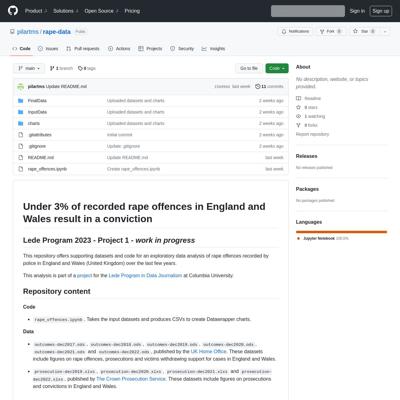 Product Solutions Open Source Pricing Sign in Sign up
pilartms / rape-data Public Notifications Fork 0 Star 0
Code Issues Pull requests Actions Projects Security Insights
main 1 branch 0 tags Go to file Code
pilartms Update README.md last week 11 commits
FinalData Uploaded datasets and charts 2 weeks ago
InputData Uploaded datasets and charts 2 weeks ago
charts Uploaded datasets and charts 2 weeks ago
.gitattributes Initial commit 2 weeks ago
.gitignore Update .gitignore 2 weeks ago
README.md Update README.md last week
rape_offences.ipynb Create rape_offences.ipynb last week
Under 3% of recorded rape offences in England and
Wales result in a conviction
Lede Program 2023 - Project 1 - work in progress
This repository offers supporting datasets and code for an exploratory data analysis of rape offences recorded by
police in England and Wales (United Kingdom) over the last few years.
This analysis is part of a project for the Lede Program in Data Journalism at Columbia University.
Repository content
Code
rape_offences.ipynb , Takes the input datasets and produces CSVs to create Datawrapper charts.
Data
outcomes-dec2017.ods , outcomes-dec2018.ods , outcomes-dec2019.ods , outcomes-dec2020.ods ,
outcomes-dec2021.ods and outcomes-dec2022.ods , published by the UK Home Office. These datasets
include figures on rape offenses, prosecutions and victims withdrawing support for cases in England and Wales.
prosecution-dec2019.xlsx , prosecution-dec2020.xlsx , prosecution-dec2021.xlsx and prosecution-
dec2022.xlsx , published by The Crown Prosecution Service. These datasets include figures on prosecutions
and convictions in England and Wales.
About
No description, website, or topics
provided.
Readme
0 stars
1 watching
0 forks
Report repository
Releases
No releases published
Packages
No packages published
Languages
Jupyter Notebook 100.0%